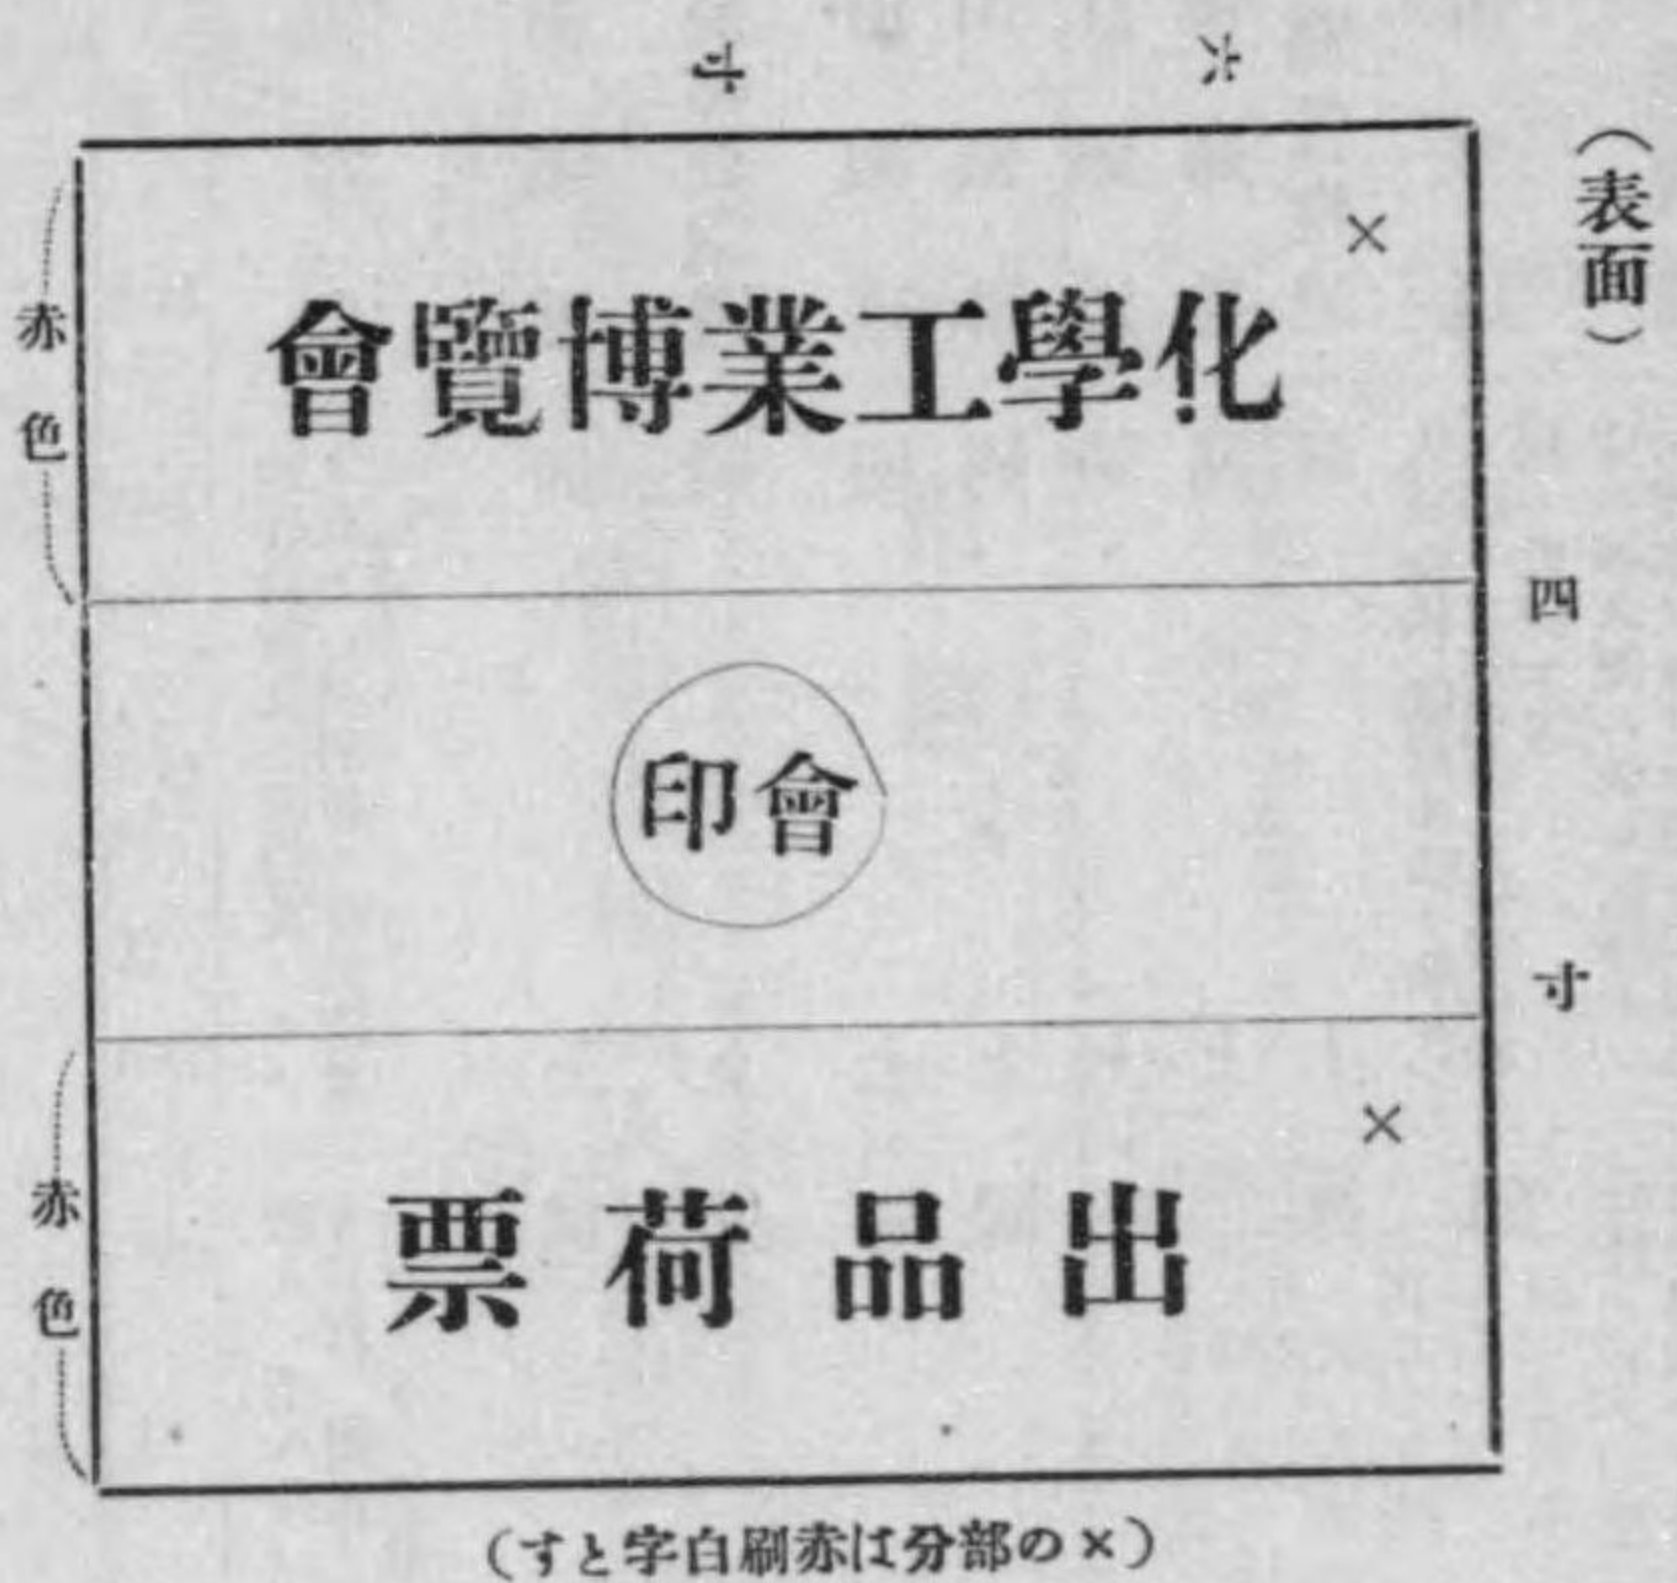 (表面)
六寸
四寸
×
化學工業博覽會
赤色
會印
×
出品荷票
赤色
(×の部分は赤刷白字とす)